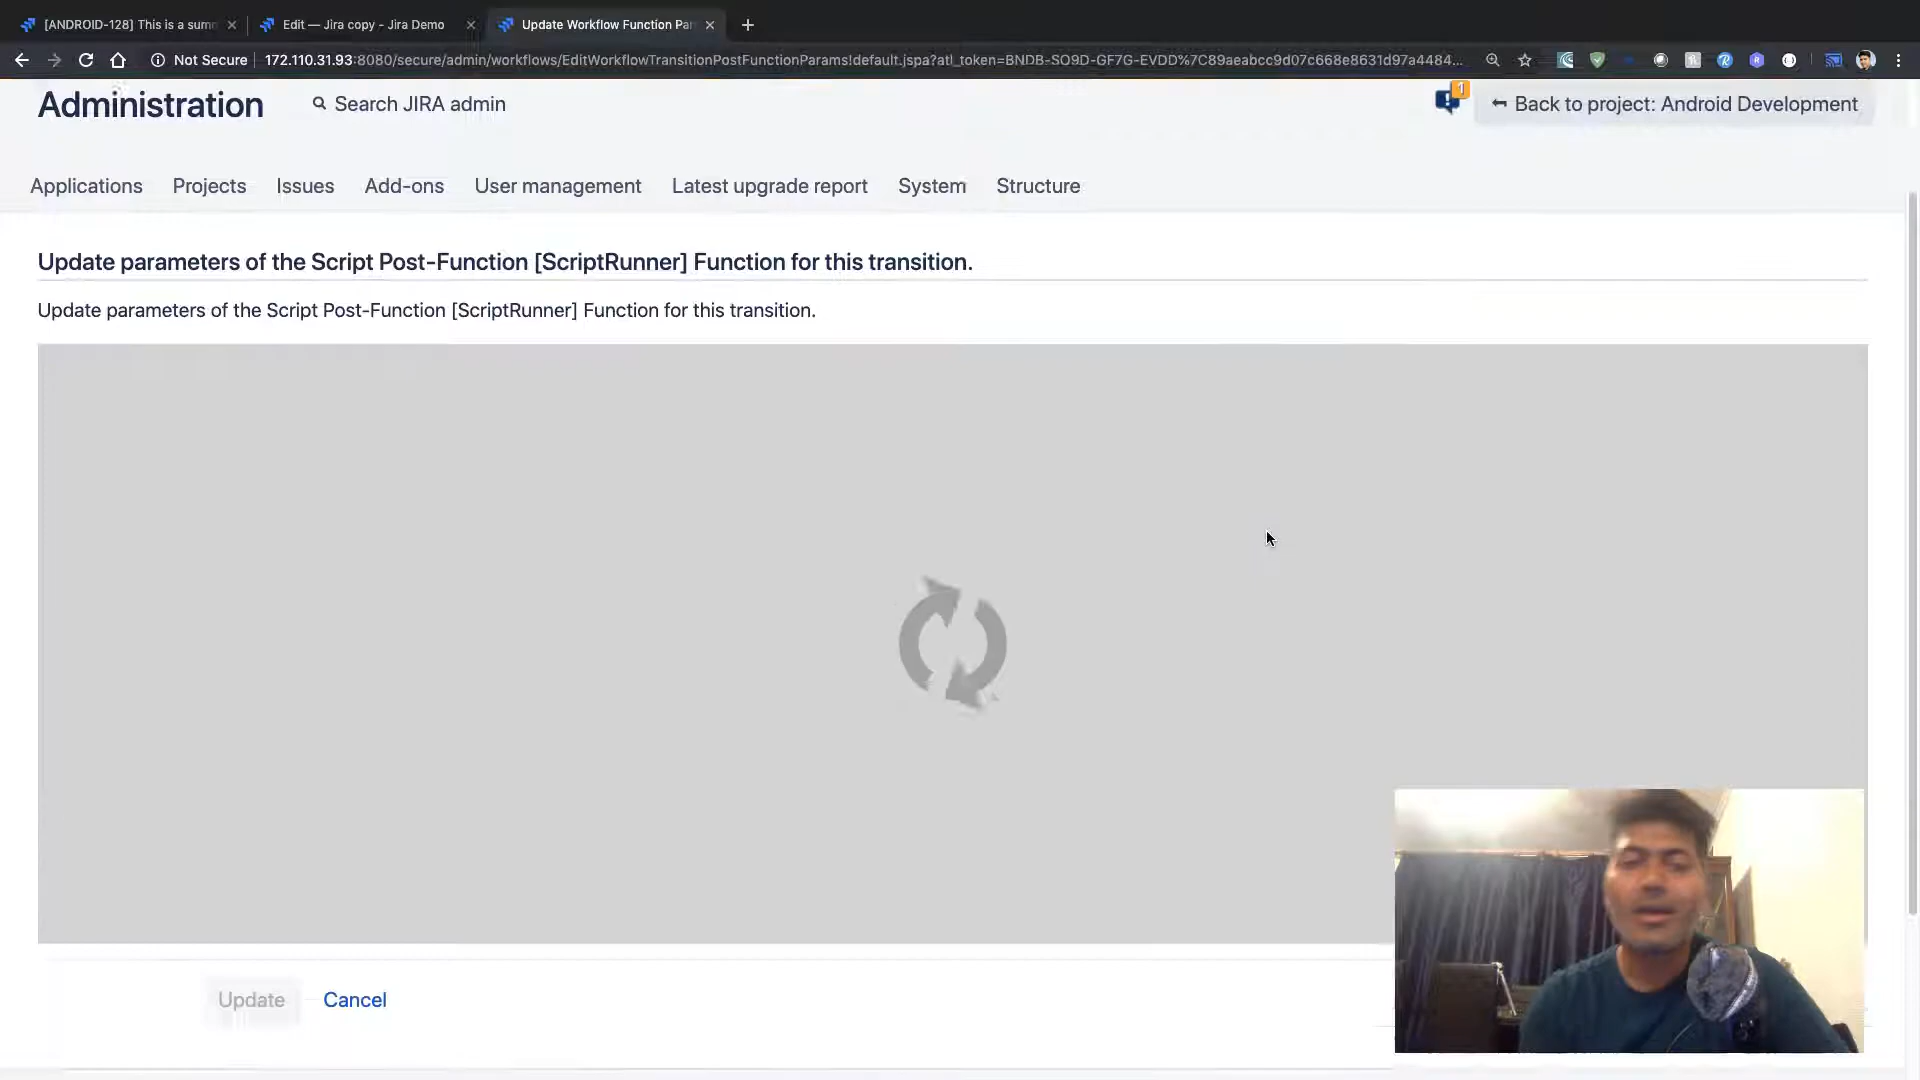 [ANDROID-128] This is a sum
Edit — Jira copy - Jira Demo
Update Workflow Function Par
Not Secure
172.110.31.93:8080/secure/admin/workflows/EditWorkflowTransitionPostFunctionParams!default.jspa?atl_token=BNDB-SO9D-GF7G-EVDD%7C89aeabcc9d07c668e8631d97a4484...
Administration
Search JIRA admin
1
Back to project: Android Development
Applications
Projects
Issues
Add-ons
User management
Latest upgrade report
System
Structure
Update parameters of the Script Post-Function [ScriptRunner] Function for this transition.
Update parameters of the Script Post-Function [ScriptRunner] Function for this transition.
Update
Cancel